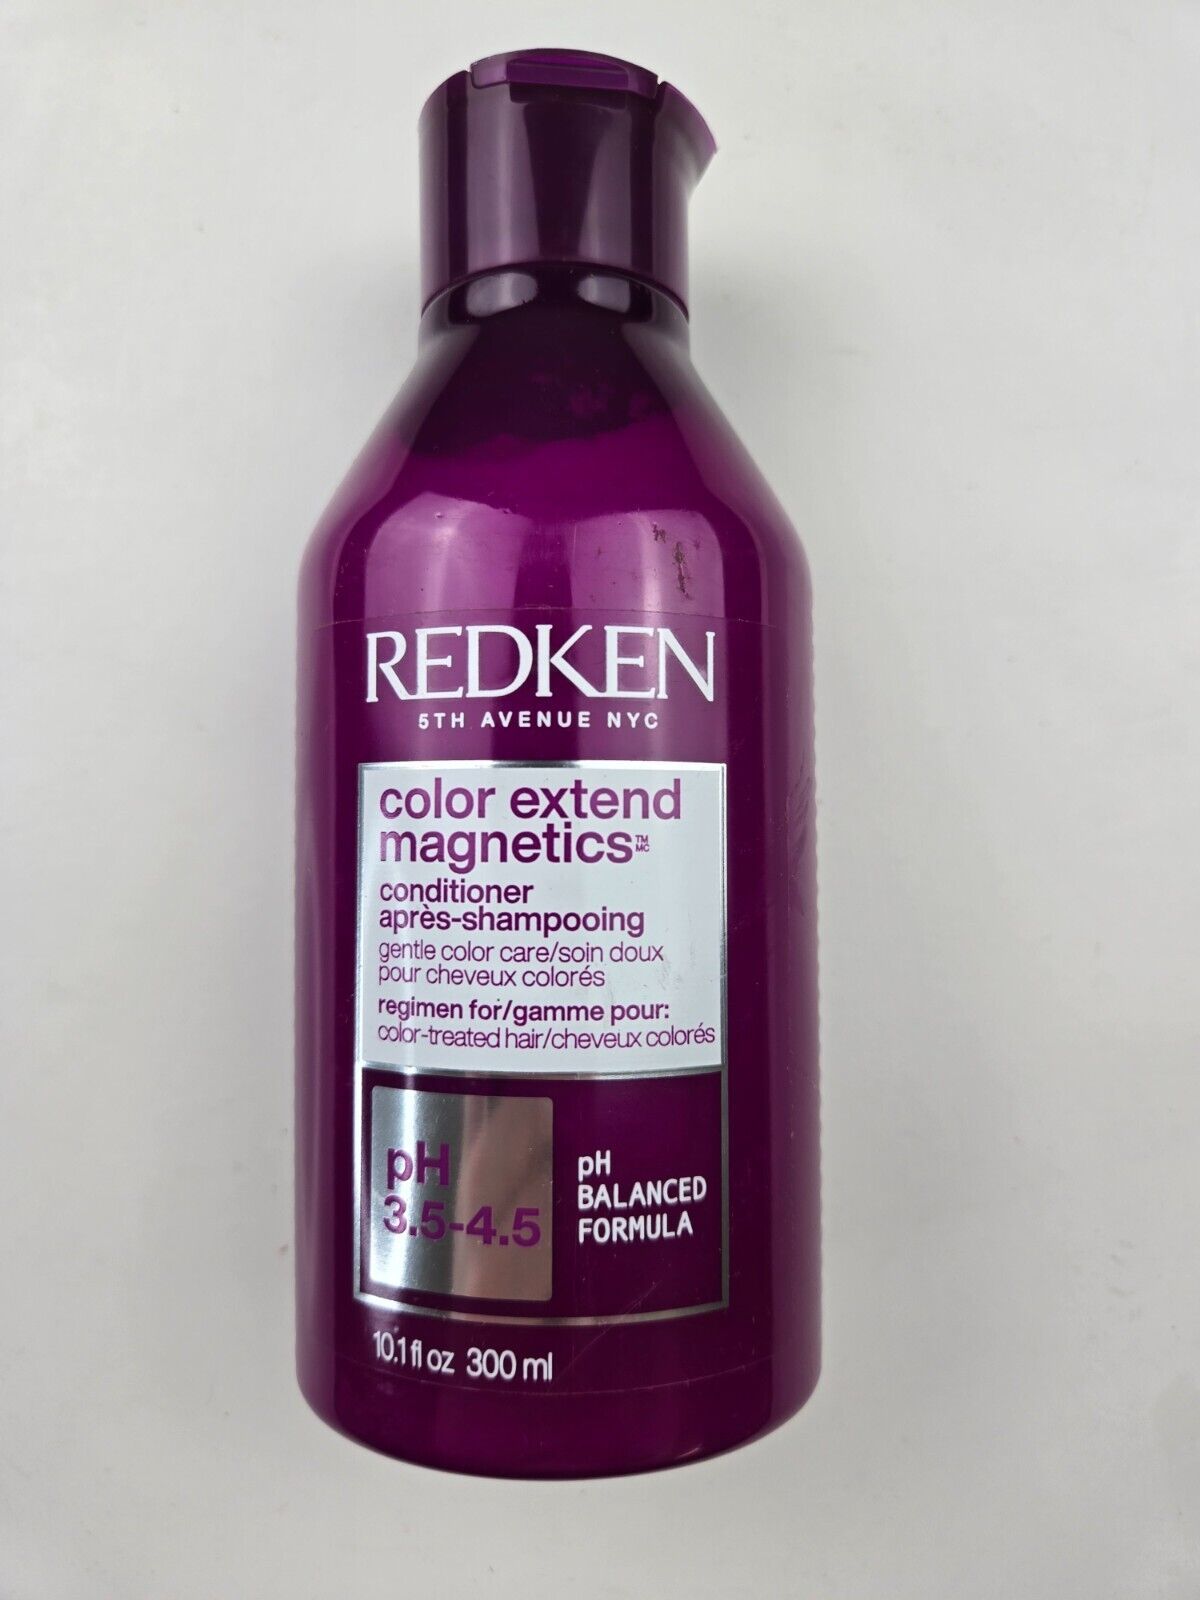 REDKEN
5TH AVENUE NYC
color extend
magnetics™ MC
conditioner
après-shampooing
gentle color care/soin doux
pour cheveux colorés
regimen for/gamme pour:
color-treated hair/cheveux colorés
pH
3.5-4.5
pH
BALANCED
FORMULA
10.1 fl oz 300 ml